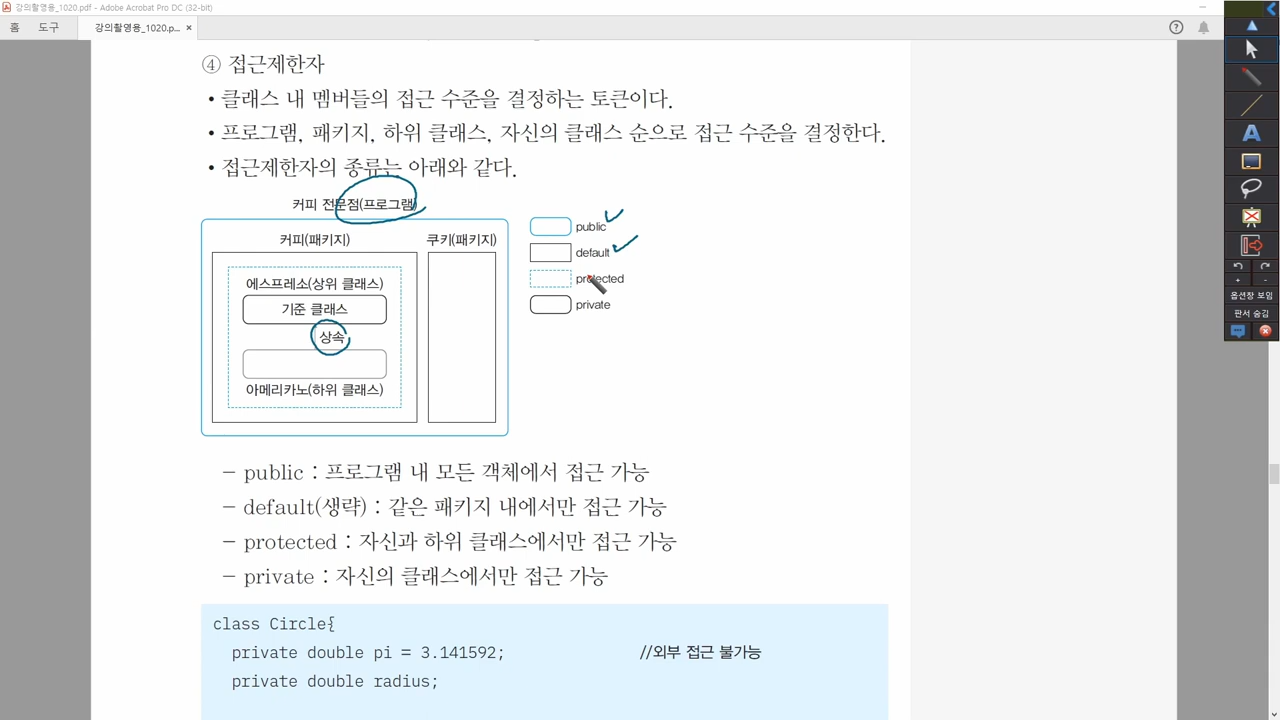 강의촬영용_1020.pdf - Adobe Acrobat Pro DC (32-bit)
홈 도구 강의촬영용_1020.p... ×
④ 접근제한자
• 클래스 내 멤버들의 접근 수준을 결정하는 토큰이다.
• 프로그램, 패키지, 하위 클래스, 자신의 클래스 순으로 접근 수준을 결정한다.
• 접근제한자의 종류는 아래와 같다.
커피 전문점(프로그램)
커피(패키지) 쿠키(패키지)
에스프레소(상위 클래스)
기준 클래스
상속
아메리카노(하위 클래스)
public
default
protected
private
- public : 프로그램 내 모든 객체에서 접근 가능
- default(생략) : 같은 패키지 내에서만 접근 가능
- protected : 자신과 하위 클래스에서만 접근 가능
- private : 자신의 클래스에서만 접근 가능
class Circle{
private double pi = 3.141592; //외부 접근 불가능
private double radius;
옵션장 보임
판서 숨김